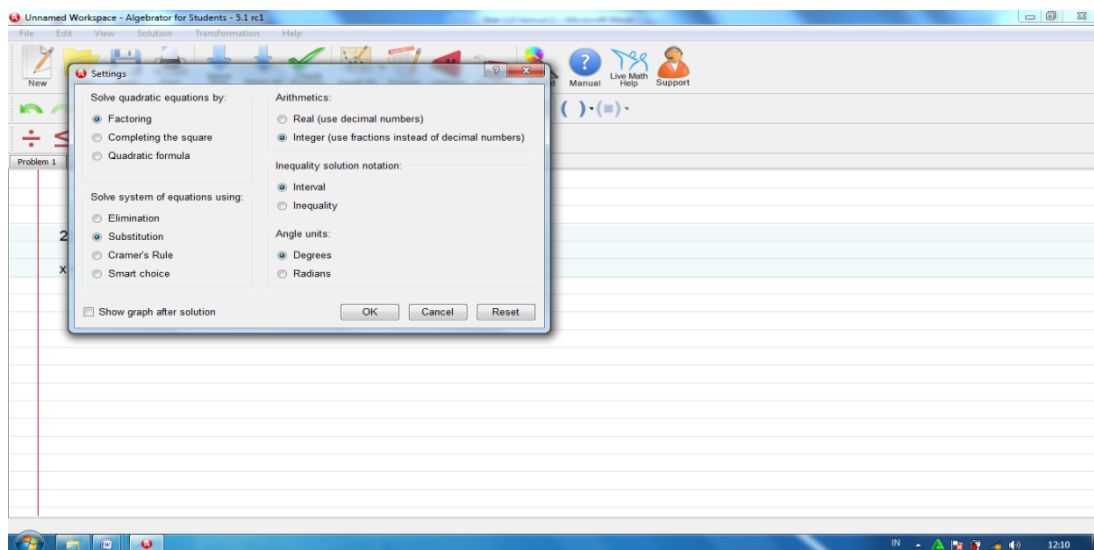 Unnamed Workspace - Algebrator for Students - 5.1 rc1
File Edit View Solution Transformation Help
New
Manual
Live Math Help
Support
Problem 1
2
x
Settings
Solve quadratic equations by:
Factoring
Completing the square
Quadratic formula
Solve system of equations using:
Elimination
Substitution
Cramer's Rule
Smart choice
Show graph after solution
Arithmetics:
Real (use decimal numbers)
Integer (use fractions instead of decimal numbers)
Inequality solution notation:
Interval
Inequality
Angle units:
Degrees
Radians
OK Cancel Reset
IN 12:10